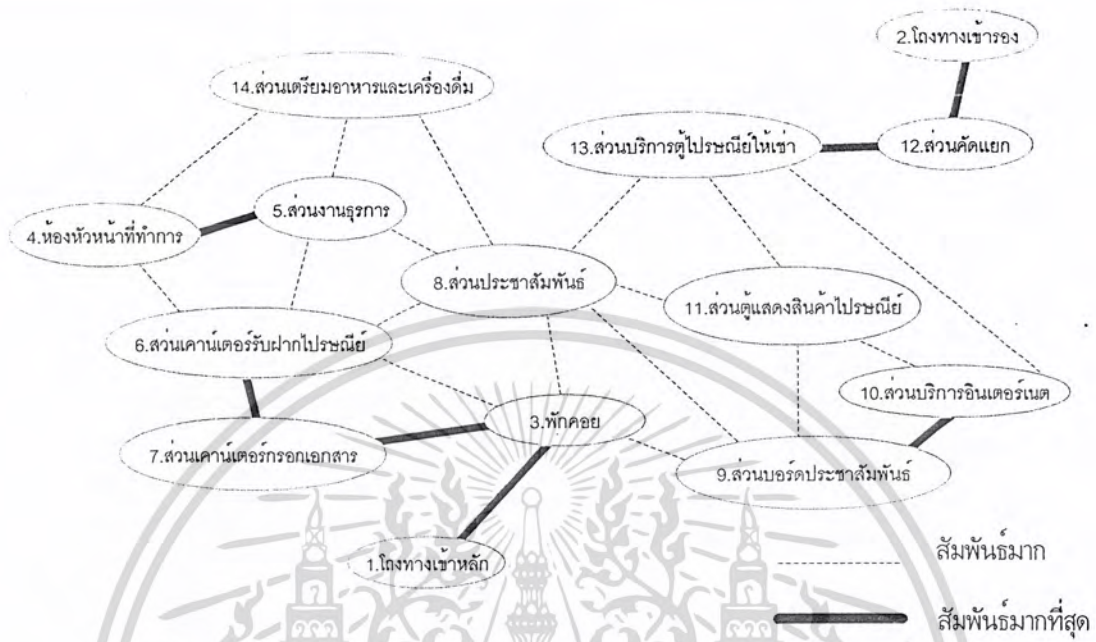 2.โถงทางเข้ารอง
14.ส่วนเตรียมอาหารและเครื่องดื่ม
13.ส่วนบริการตู้ไปรษณีย์ให้เช่า
12.ส่วนคัดแยก
5.ส่วนงานธุรการ
4.ห้องหัวหน้าที่ทำการ
8.ส่วนประชาสัมพันธ์
11.ส่วนตู้แสดงสินค้าไปรษณีย์
6.ส่วนเคาน์เตอร์รับฝากไปรษณีย์
10.ส่วนบริการอินเตอร์เนต
3.พักคอย
7.ส่วนเคาน์เตอร์กรอกเอกสาร
9.ส่วนบอร์ดประชาสัมพันธ์
1.โถงทางเข้าหลัก
สัมพันธ์มาก
สัมพันธ์มากที่สุด